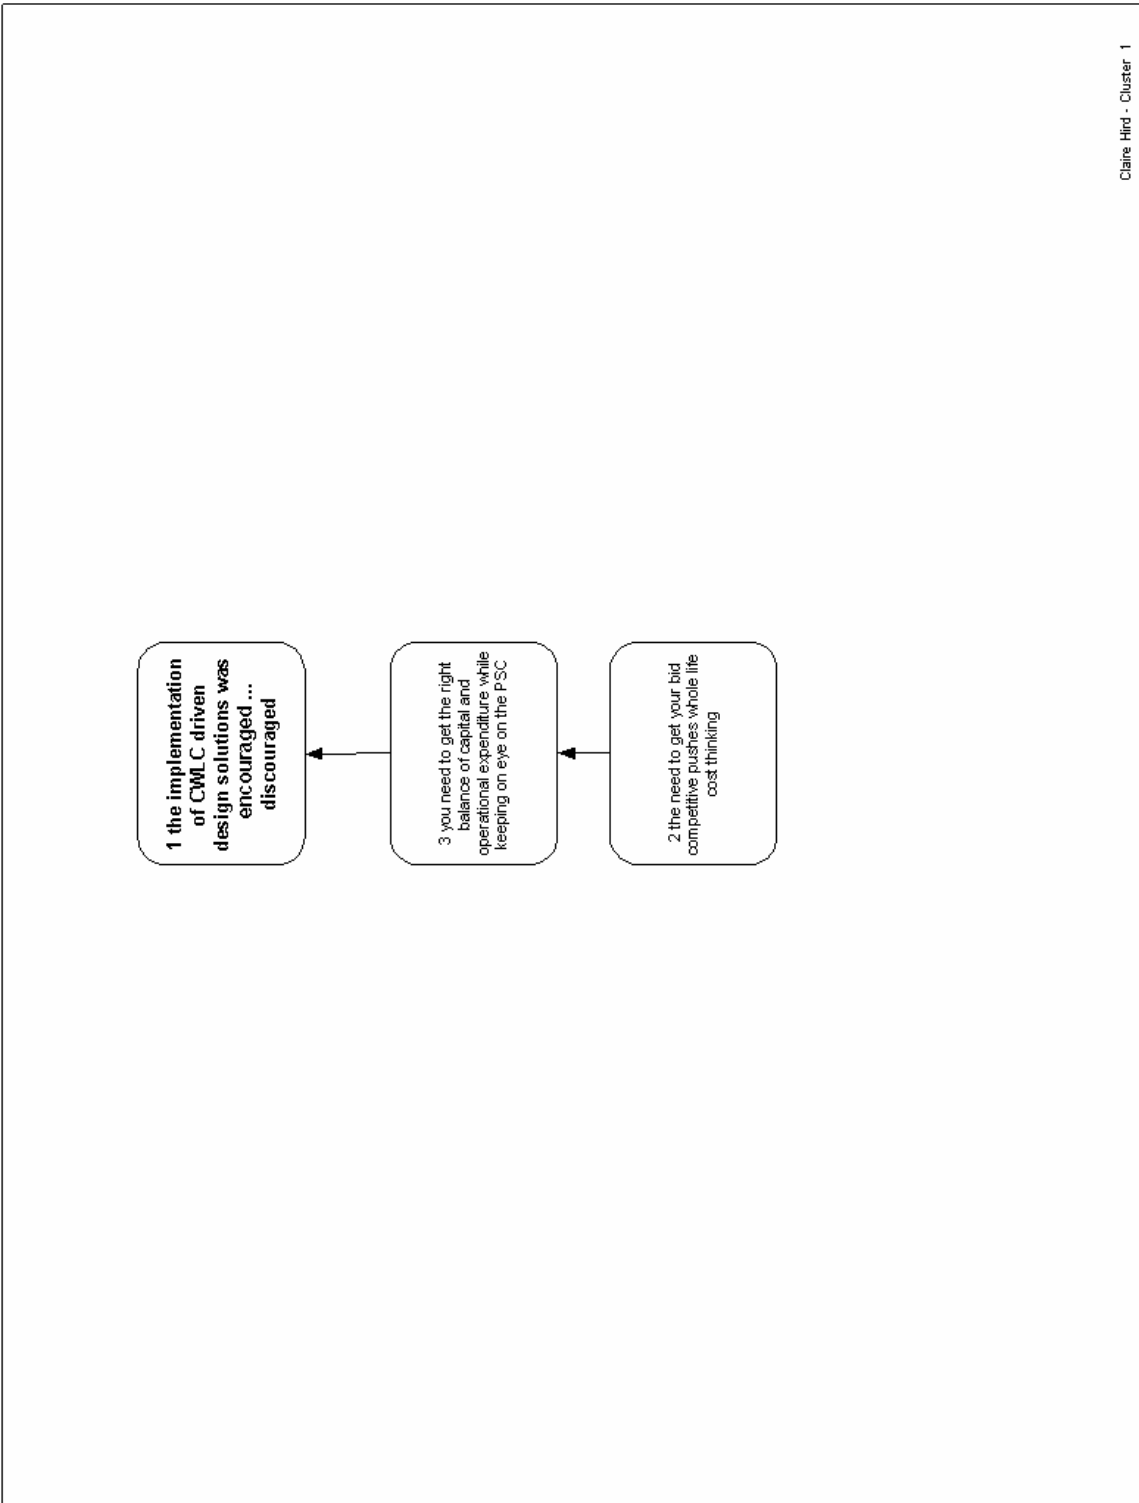 1 the implementation
of CWLC driven
design solutions was
encouraged ...
discouraged
3 you need to get the right
balance of capital and
operational expenditure while
keeping on eye on the PSC
2 the need to get your bid
competitive pushes whole life
cost thinking
Claire Hird - Cluster 1